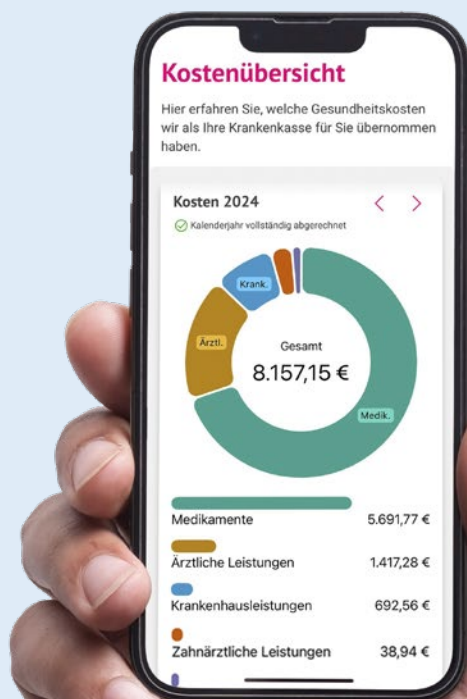 Kostenübersicht
Hier erfahren Sie, welche Gesundheitskosten
wir als Ihre Krankenkasse für Sie übernommen
haben.
Kosten 2024
Kalenderjahr vollständig abgerechnet
Krank.
Ärztl.
Gesamt
8.157,15 €
Medik.
Medikamente 5.691,77 €
Ärztliche Leistungen 1.417,28 €
Krankenhausleistungen 692,56 €
Zahnärztliche Leistungen 38,94 €